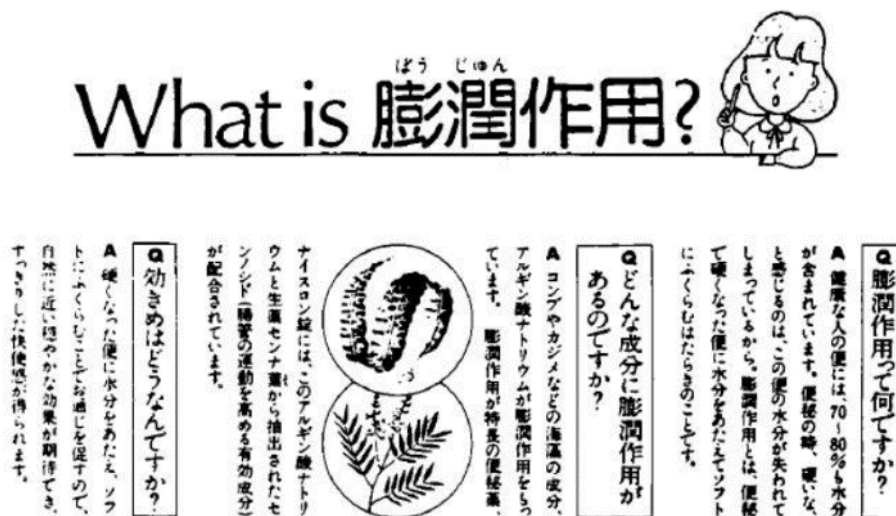 ぼう じゅん
What is 膨潤作用?
Q 膨潤作用って何ですか?
A 健康な人の便には、70~80%も水分
が含まれています。便秘の時、硬いな、
と感じるのは、この便の水分が失われて
しまっているから。膨潤作用とは、便秘
で硬くなった便に水分をあたえてソフト
にふくらむはたらきのことです。
Q どんな成分に膨潤作用が
あるのですか?
A コンブやカジメなどの海藻の成分、
アルギン酸ナトリウムが膨潤作用をもっ
ています。膨潤作用が特長の便秘薬、
ナイスロン錠には、このアルギン酸ナトリ
ウムと生薬センナ葉から抽出されたセ
ンノシド(腸管の運動を高める有効成分)
が配合されています。
Q 効きめはどうなんですか?
A 硬くなった便に水分をあたえ、ソフ
トにふくらむことでお通じを促すので、
自然に近い穏やかな効果が期待でき、
すっきりした快便感が得られます。